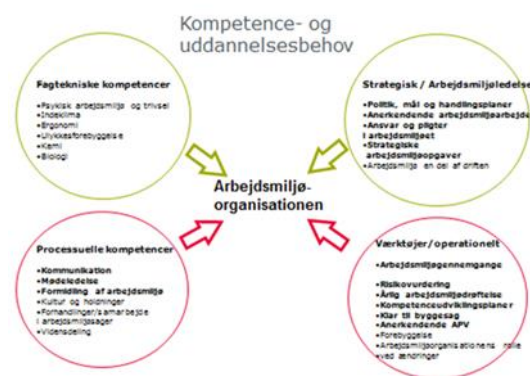 Kompetence- og
uddannelsesbehov
Fagtekniske kompetencer
•Psykisk arbejdsmiljø og trivsel
•Indeklima
•Ergonomi
•Ulykkesforebyggelse
•Kemi
•Biologi
Strategisk / Arbejdsmiljøledelse
•Politik, mål og handlingsplaner
•Anerkendende arbejdsmiljøarbejde
•Ansvar og pligter
i arbejdsmiljøet
•Strategiske
arbejdsmiljøopgaver
•Arbejdsmiljø en del af driften
Arbejdsmiljø-
organisationen
Processuelle kompetencer
•Kommunikation
•Mødeledelse
•Formidling af arbejdsmiljø
•Kultur og holdninger
•Forhandlinger/samarbejde
i arbejdsmiljøsager
•Vidensdeling
Værktøjer/operationelt
•Arbejdsmiljøgennemgange
•Risikovurdering
•Årlig arbejdsmiljødrøftelse
•Kompetenceudviklingsplaner
•Klar til byggesag
•Anerkendende APV
•Forebyggelse
•Arbejdsmiljøorganisationens rolle
•ved ændringer